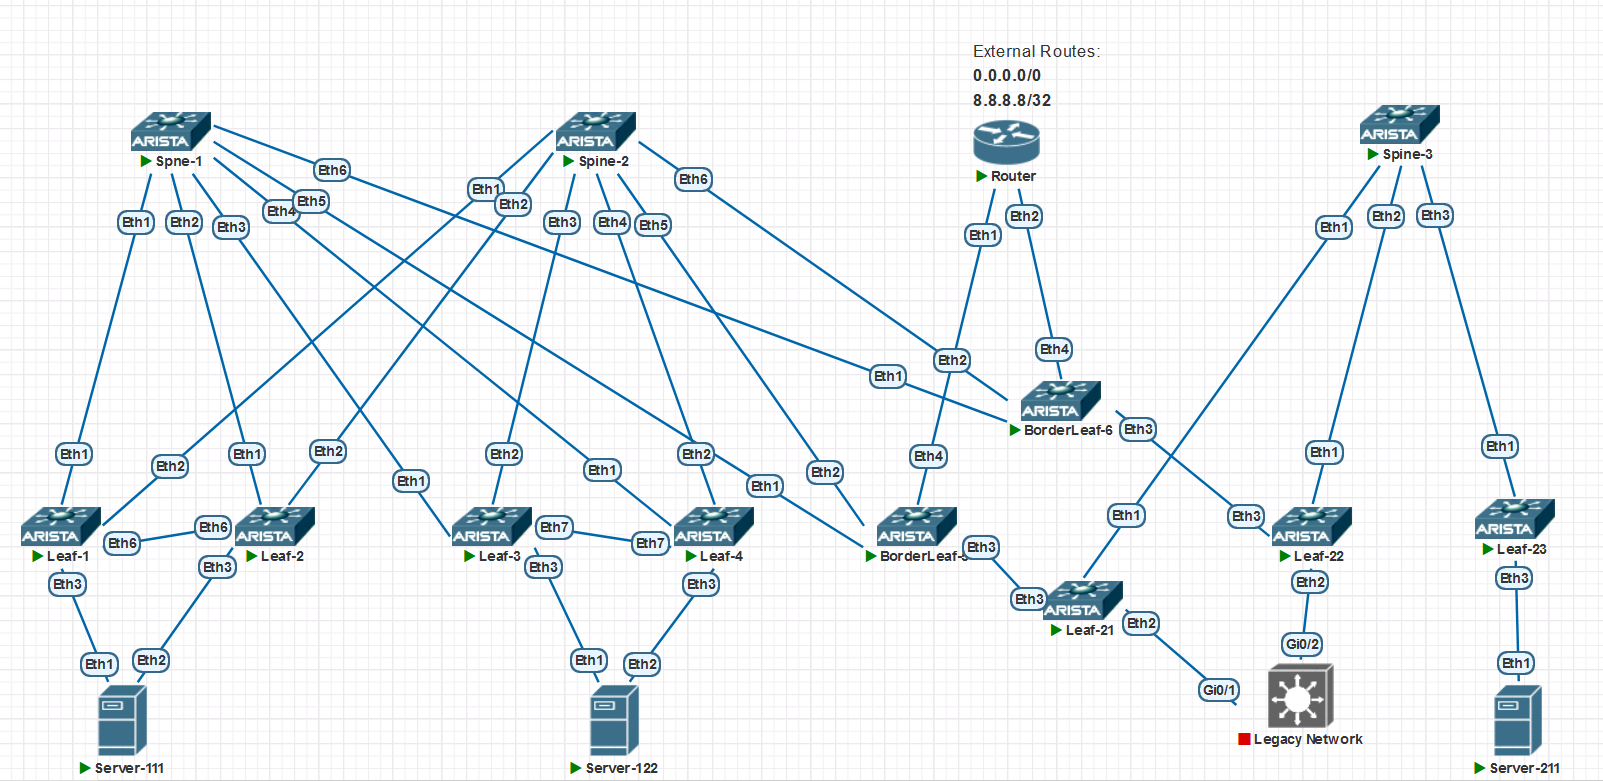 External Routes:
0.0.0.0/0
8.8.8.8/32
ARISTA
Spne-1
ARISTA
Spine-2
Router
ARISTA
Spine-3
Eth6
Eth1
Eth2
Eth3
Eth4
Eth5
Eth1
Eth2
Eth3
Eth4
Eth5
Eth6
Eth1
Eth2
Eth1
Eth2
Eth3
Eth1
Eth2
Eth4
ARISTA
BorderLeaf-6
Eth3
Eth1
Eth2
Eth1
Eth2
Eth1
Eth2
Eth1
Eth2
Eth1
Eth2
Eth4
Eth1
Eth1
Eth1
Eth3
ARISTA
Leaf-1
Eth6
Eth6
ARISTA
Leaf-2
ARISTA
Leaf-3
Eth7
Eth7
ARISTA
Leaf-4
ARISTA
BorderLeaf-5
Eth3
Eth3
ARISTA
Leaf-21
Eth2
ARISTA
Leaf-22
ARISTA
Leaf-23
Eth3
Eth3
Eth3
Eth3
Eth2
Eth3
Gi0/2
Gi0/1
Eth1
Eth2
Eth1
Eth2
Eth1
Server-111
Server-122
Legacy Network
Server-211